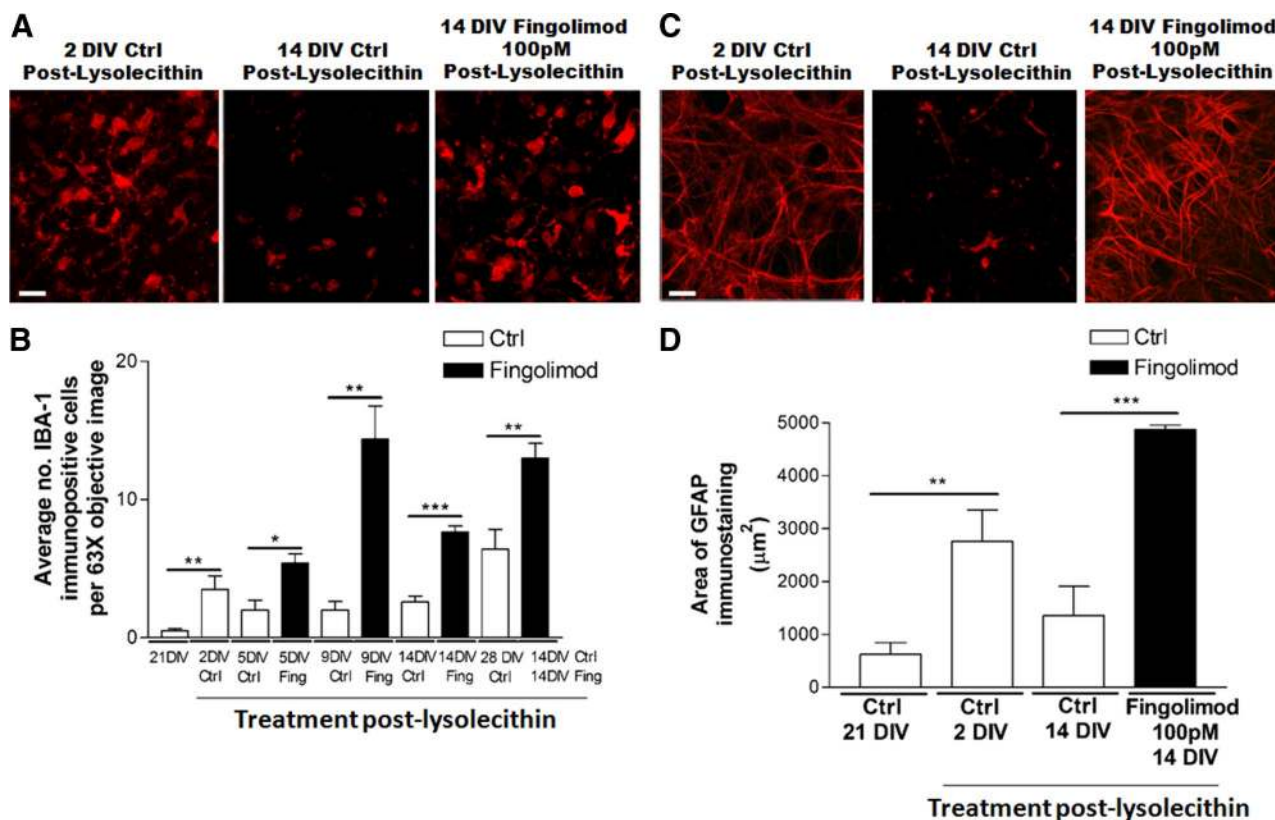 A
2 DIV Ctrl
Post-Lysolecithin
14 DIV Ctrl
Post-Lysolecithin
14 DIV Fingolimod
100pM
Post-Lysolecithin
C
2 DIV Ctrl
Post-Lysolecithin
14 DIV Ctrl
Post-Lysolecithin
14 DIV Fingolimod
100pM
Post-Lysolecithin
B
Ctrl
Fingolimod
Average no. IBA-1
immunopositive cells
per 63X objective image
20
10
0
**
*
**
***
**
21DIV 2DIV 5DIV 5DIV 9DIV 9DIV 14DIV 14DIV 28 DIV 14DIV Ctrl
Ctrl Ctrl Fing Ctrl Fing Ctrl Fing Ctrl 14DIV Fing
Treatment post-lysolecithin
D
Ctrl
Fingolimod
Area of GFAP
immunostaining
(μm2)
5000
4000
3000
2000
1000
0
**
***
Ctrl
21 DIV
Ctrl
2 DIV
Ctrl
14 DIV
Fingolimod
100pM
14 DIV
Treatment post-lysolecithin